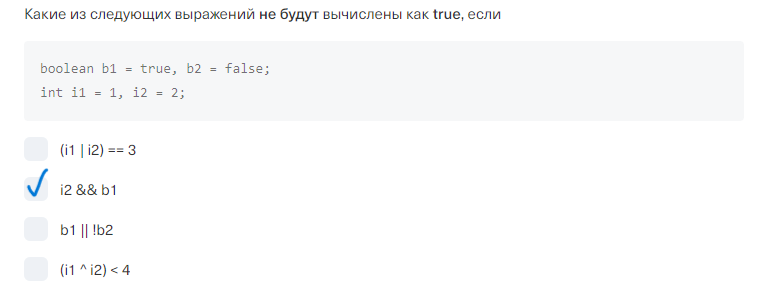 Какие из следующих выражений не будут вычислены как true, если
boolean b1 = true, b2 = false;
int i1 = 1, i2 = 2;
(i1 | i2) == 3
i2 && b1
b1 || !b2
(i1 ^ i2) < 4